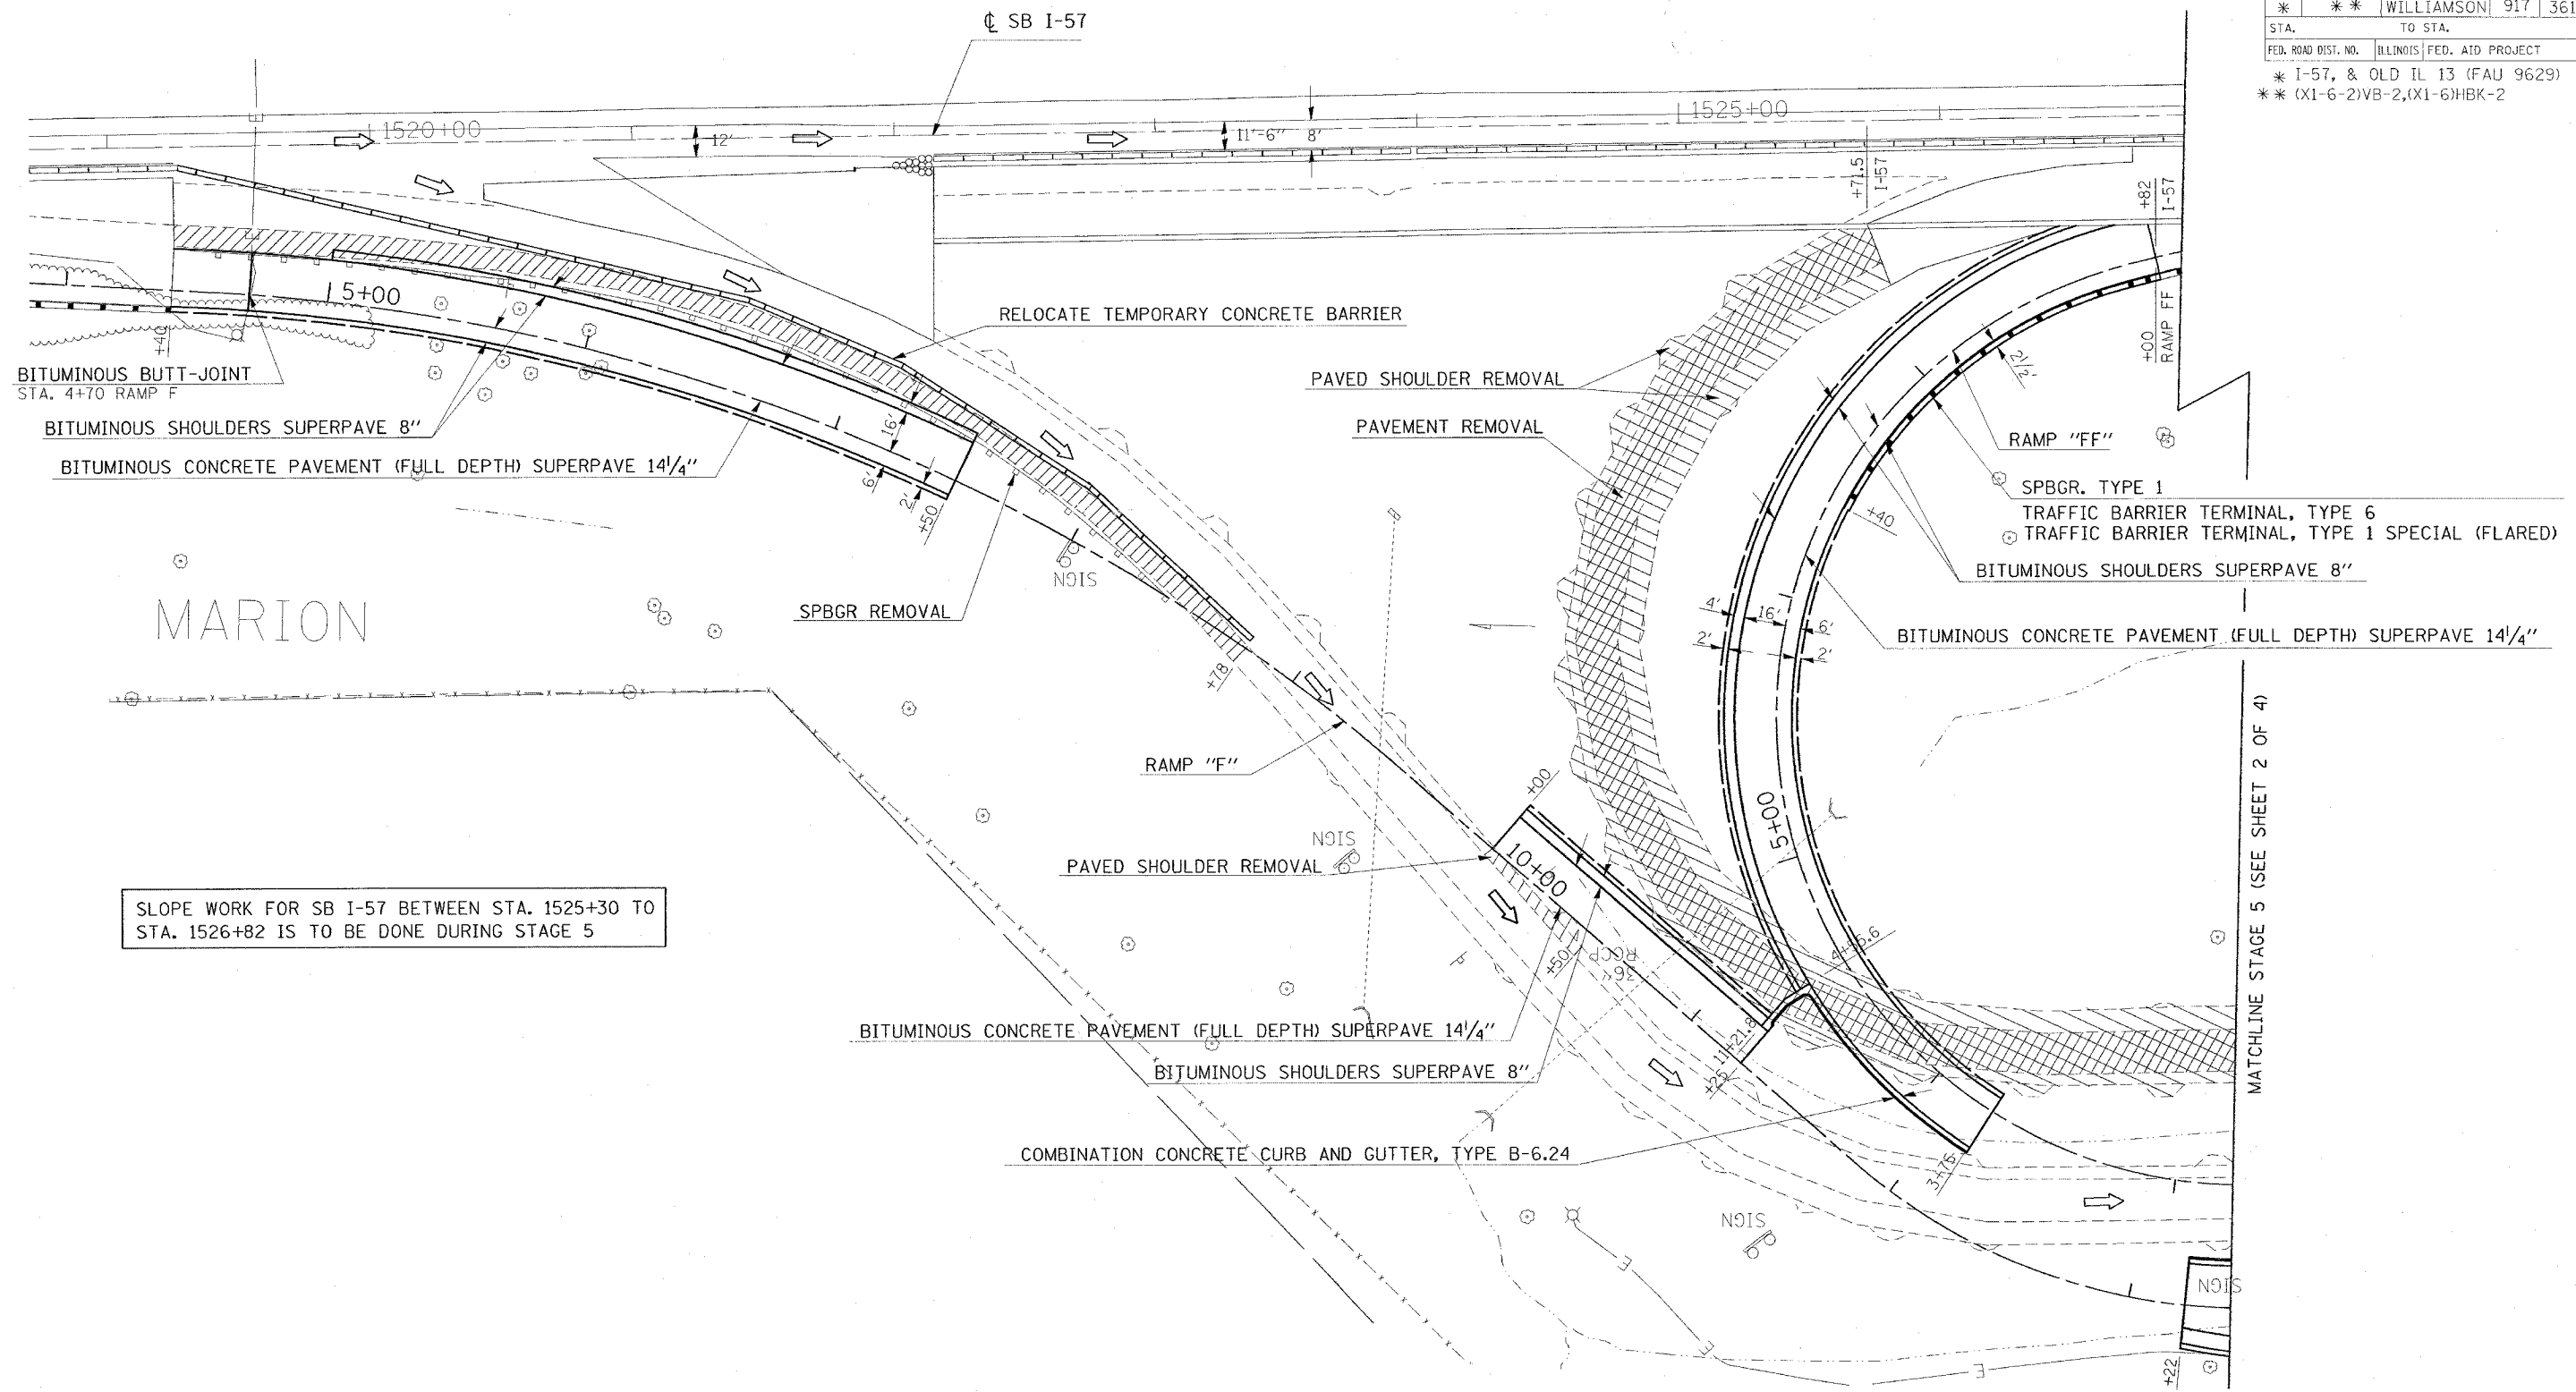 ℄ SB I-57
* ** WILLIAMSON 917 361
STA. TO STA.
FED. ROAD DIST. NO. ILLINOIS FED. AID PROJECT
* I-57, & OLD IL 13 (FAU 9629)
** (X1-6-2)VB-2,(X1-6)HBK-2
1520+00
12'
11'-6"
8'
1525+00
+71.5
I-57
+82
I-57
+00
RAMP FF
5+00
+40
BITUMINOUS BUTT-JOINT
STA. 4+70 RAMP F
BITUMINOUS SHOULDERS SUPERPAVE 8"
BITUMINOUS CONCRETE PAVEMENT (FULL DEPTH) SUPERPAVE 14¼"
16'
6'
2'
+50
RELOCATE TEMPORARY CONCRETE BARRIER
PAVED SHOULDER REMOVAL
PAVEMENT REMOVAL
RAMP "FF"
SPBGR. TYPE 1
TRAFFIC BARRIER TERMINAL, TYPE 6
TRAFFIC BARRIER TERMINAL, TYPE 1 SPECIAL (FLARED)
+40
BITUMINOUS SHOULDERS SUPERPAVE 8"
4'
16'
6'
2'
2'
BITUMINOUS CONCRETE PAVEMENT (FULL DEPTH) SUPERPAVE 14¼"
SIGN
SPBGR REMOVAL
MARION
+78
RAMP "F"
+00
5+00
SIGN
PAVED SHOULDER REMOVAL
10+00
SLOPE WORK FOR SB I-57 BETWEEN STA. 1525+30 TO
STA. 1526+82 IS TO BE DONE DURING STAGE 5
+50
36"
RCCP
BITUMINOUS CONCRETE PAVEMENT (FULL DEPTH) SUPERPAVE 14¼"
11+21.8
+25
BITUMINOUS SHOULDERS SUPERPAVE 8"
COMBINATION CONCRETE CURB AND GUTTER, TYPE B-6.24
3+76
SIGN
SIGN
+22
MATCHLINE STAGE 5 (SEE SHEET 2 OF 4)